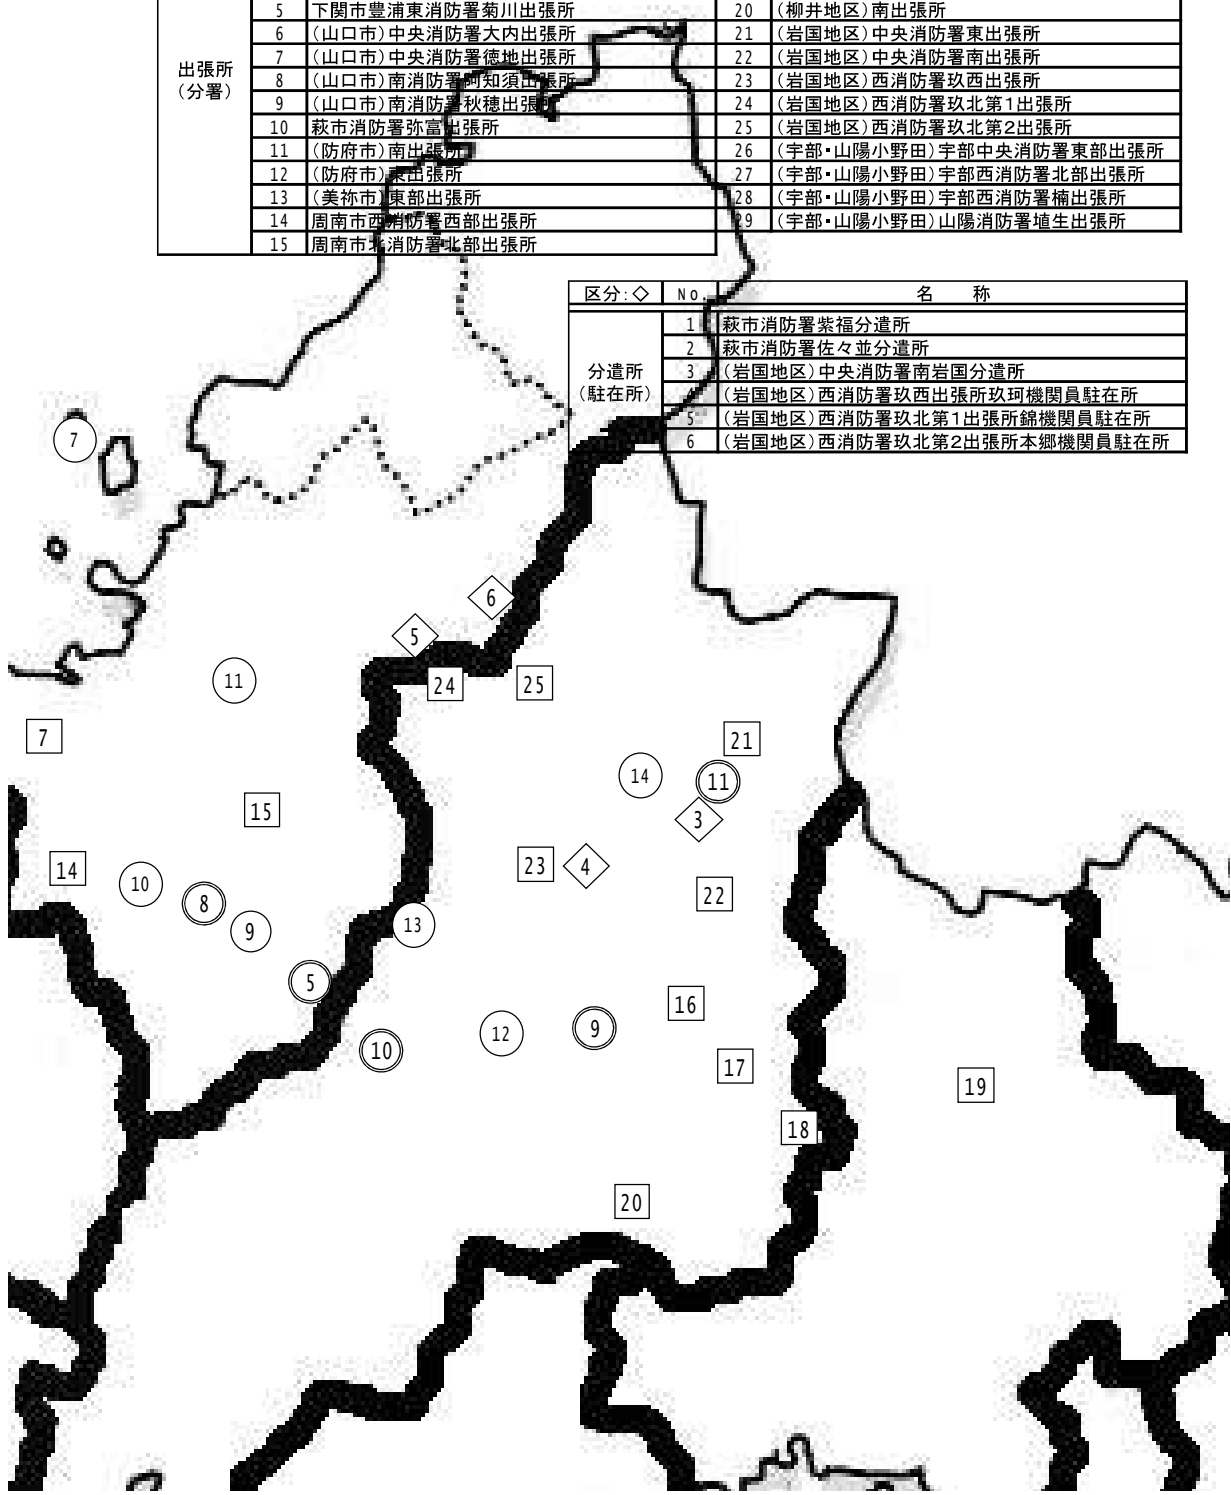 出張所
（分署）
5 下関市豊浦東消防署菊川出張所
6 (山口市)中央消防署大内出張所
7 (山口市)中央消防署徳地出張所
8 (山口市)南消防署阿知須出張所
9 (山口市)南消防署秋穂出張所
10 萩市消防署弥富出張所
11 (防府市)南出張所
12 (防府市)東出張所
13 (美祢市)東部出張所
14 周南市西消防署西部出張所
15 周南市北消防署北部出張所
20 (柳井地区)南出張所
21 (岩国地区)中央消防署東出張所
22 (岩国地区)中央消防署南出張所
23 (岩国地区)西消防署玖西出張所
24 (岩国地区)西消防署玖北第1出張所
25 (岩国地区)西消防署玖北第2出張所
26 (宇部・山陽小野田)宇部中央消防署東部出張所
27 (宇部・山陽小野田)宇部西消防署北部出張所
28 (宇部・山陽小野田)宇部西消防署楠出張所
29 (宇部・山陽小野田)山陽消防署埴生出張所
区分:◇ No. 名 称
分遣所
（駐在所）
1 萩市消防署紫福分遣所
2 萩市消防署佐々並分遣所
3 (岩国地区)中央消防署南岩国分遣所
(岩国地区)西消防署玖西出張所玖珂機関員駐在所
5 (岩国地区)西消防署玖北第1出張所錦機関員駐在所
6 (岩国地区)西消防署玖北第2出張所本郷機関員駐在所
7
6
5
11
24
25
7
21
14
11
15
3
14
10
23
4
8
22
9
13
5
16
12
9
10
17
19
18
20